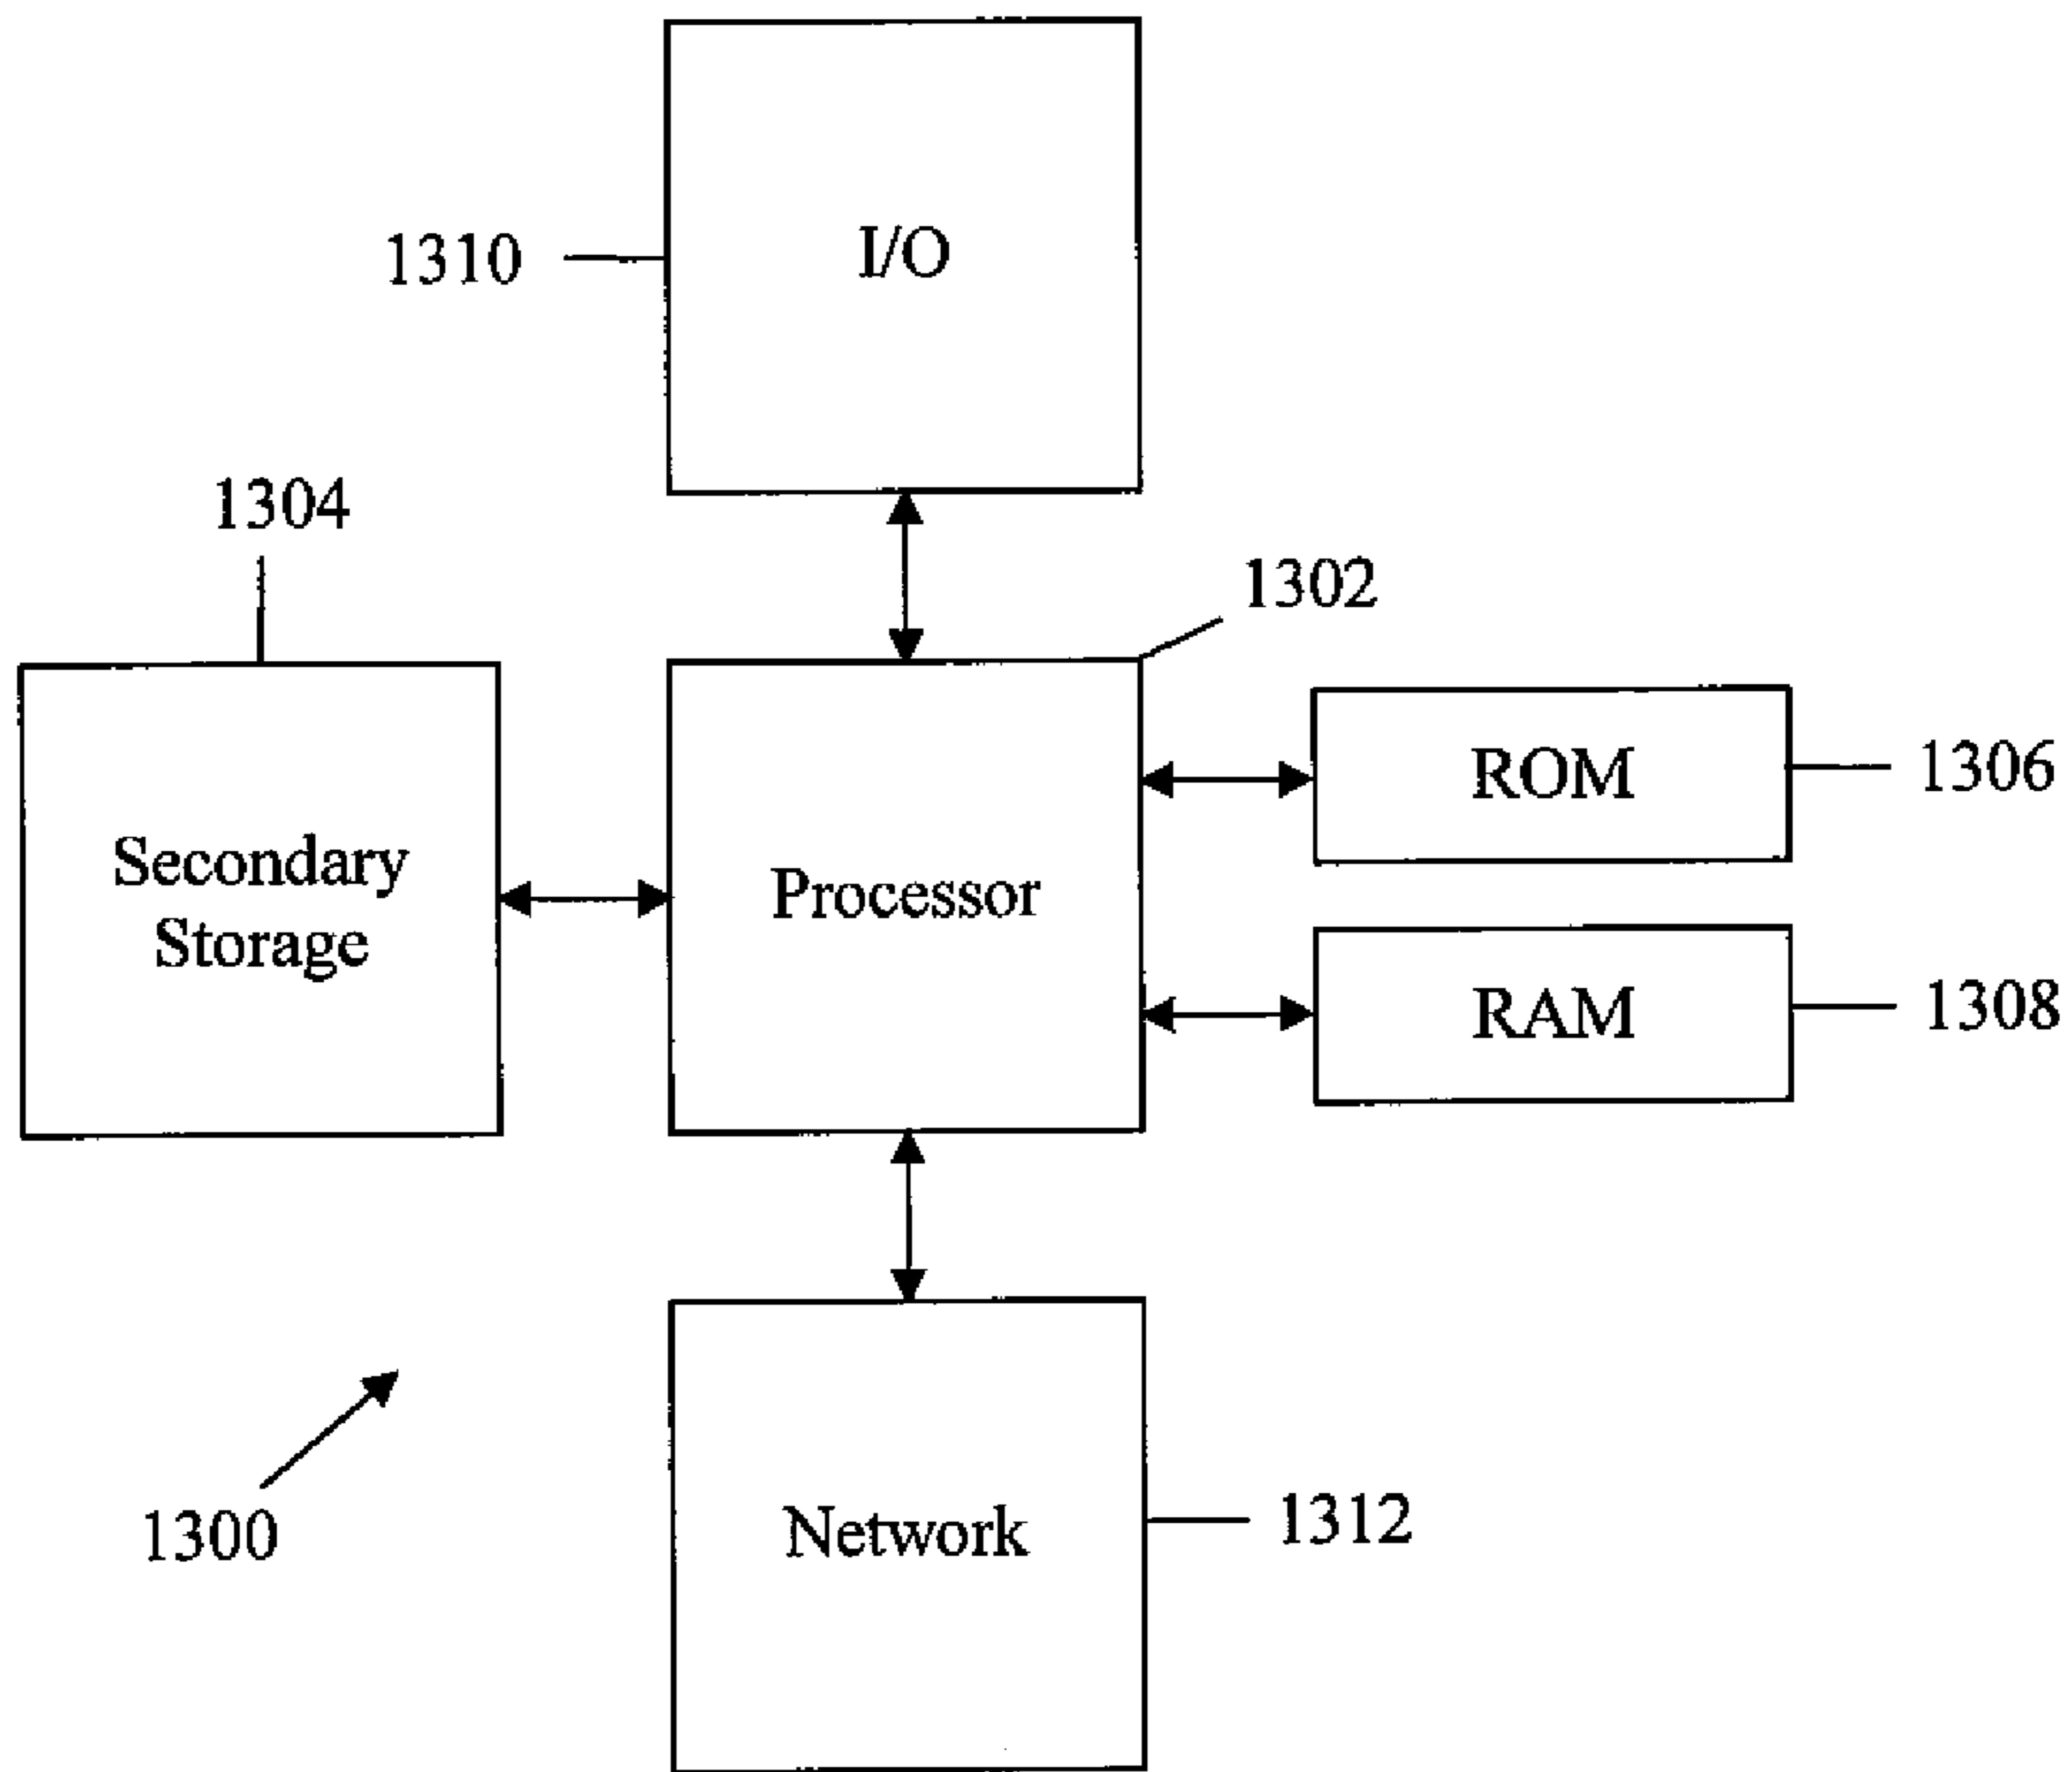 I/O
1310
1304
1302
ROM
1306
Secondary
Storage
Processor
RAM
1308
1300
Network
1312